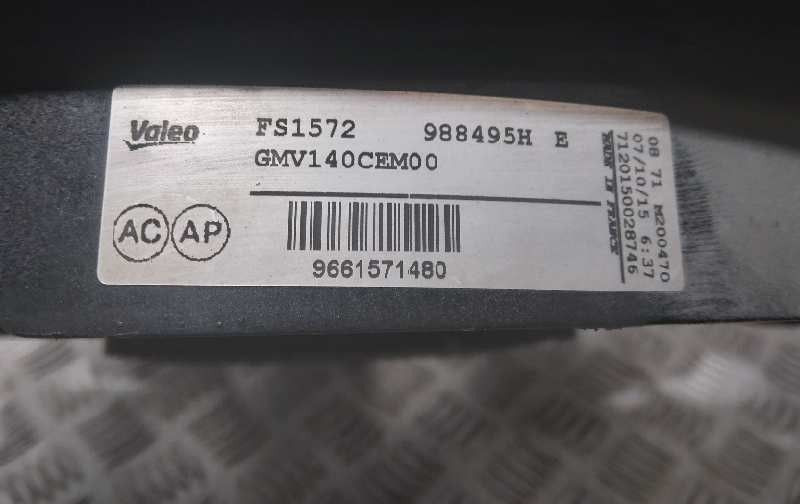 Valeo
FS1572 988495H E
GMV140CEM00
AC AP
9661571480
08 71 M200470
07/10/15 6:37
7120150028746
MADE IN FRANCE